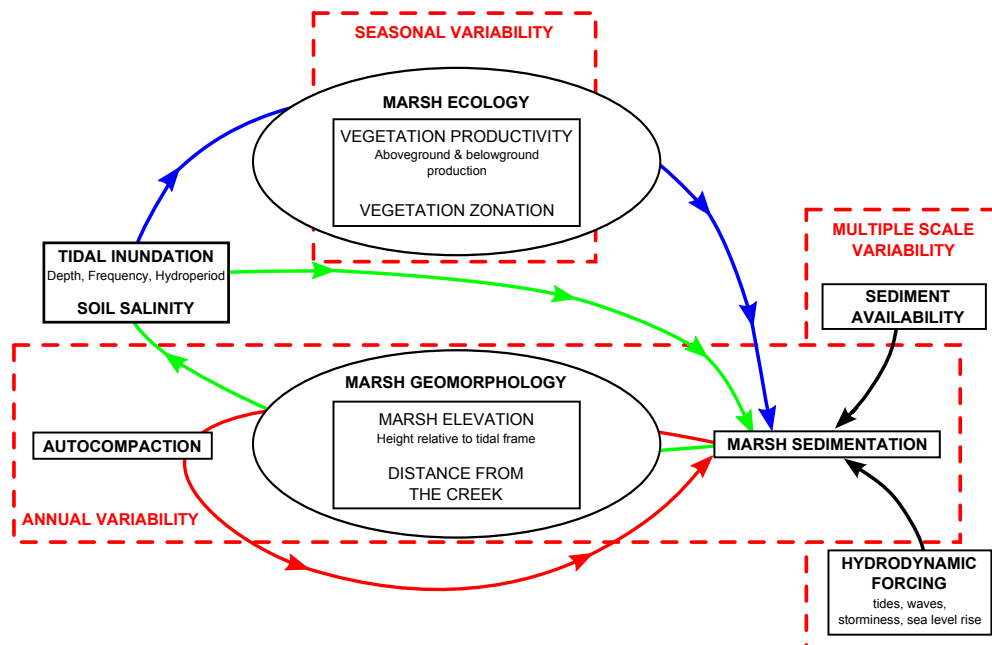 SEASONAL VARIABILITY
MARSH ECOLOGY
VEGETATION PRODUCTIVITY
Aboveground & belowground
production
VEGETATION ZONATION
TIDAL INUNDATION
Depth, Frequency, Hydroperiod
SOIL SALINITY
MULTIPLE SCALE
VARIABILITY
SEDIMENT
AVAILABILITY
MARSH GEOMORPHOLOGY
MARSH ELEVATION
Height relative to tidal frame
DISTANCE FROM
THE CREEK
AUTOCOMPACTION
MARSH SEDIMENTATION
ANNUAL VARIABILITY
HYDRODYNAMIC
FORCING
tides, waves,
storminess, sea level rise